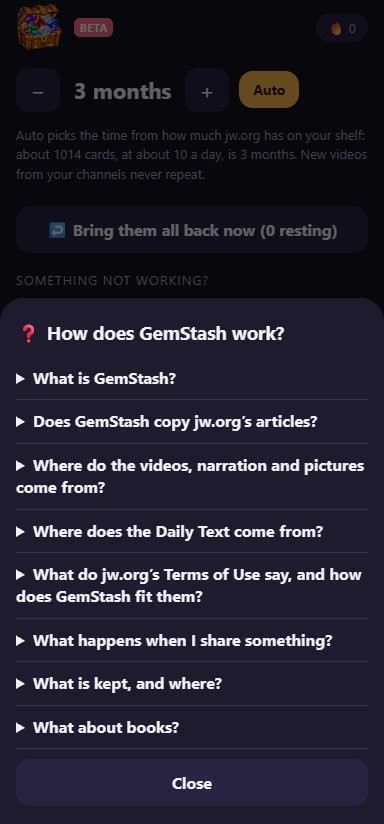 BETA
0
− 3 months + Auto
Auto picks the time from how much jw.org has on your shelf:
about 1014 cards, at about 10 a day, is 3 months. New videos
from your channels never repeat.
Bring them all back now (0 resting)
SOMETHING NOT WORKING?
How does GemStash work?
What is GemStash?
Does GemStash copy jw.org’s articles?
Where do the videos, narration and pictures
come from?
Where does the Daily Text come from?
What do jw.org’s Terms of Use say, and how
does GemStash fit them?
What happens when I share something?
What is kept, and where?
What about books?
Close